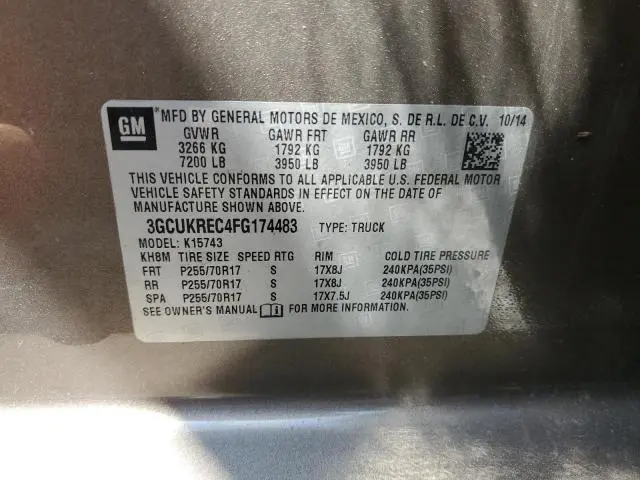 GM
®MFD BY GENERAL MOTORS DE MEXICO, S. DE R.L. DE C.V. 10/14
GVWR GAWR FRT GAWR RR
3266 KG 1792 KG 1792 KG
7200 LB 3950 LB 3950 LB
THIS VEHICLE CONFORMS TO ALL APPLICABLE U.S. FEDERAL MOTOR
VEHICLE SAFETY STANDARDS IN EFFECT ON THE DATE OF
MANUFACTURE SHOWN ABOVE.
3GCUKREC4FG174483 TYPE: TRUCK
MODEL: K15743
KH8M TIRE SIZE SPEED RTG RIM COLD TIRE PRESSURE
FRT P255/70R17 S 17X8J 240KPA(35PSI)
RR P255/70R17 S 17X8J 240KPA(35PSI)
SPA P255/70R17 S 17X7.5J 240KPA(35PSI)
SEE OWNER'S MANUAL FOR MORE INFORMATION.